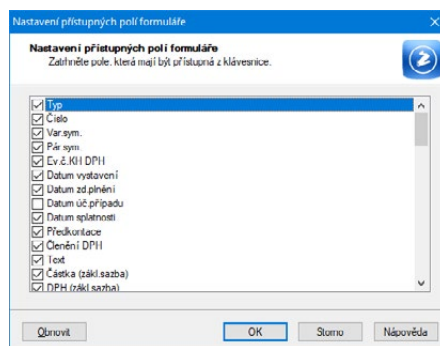 Nastavení přístupných polí formuláře
Nastavení přístupných polí formuláře
Zatrhněte pole, která mají být přístupná z klávesnice.
Typ
Číslo
Var.sym.
Pár.sym.
Ev.č.KH DPH
Datum vystavení
Datum zd.plnění
Datum úč.případu
Datum splatnosti
Předkontace
Členění DPH
Text
Částka (zákl.sazba)
DPH (zákl.sazba)
Obnovit
OK
Storno
Nápověda